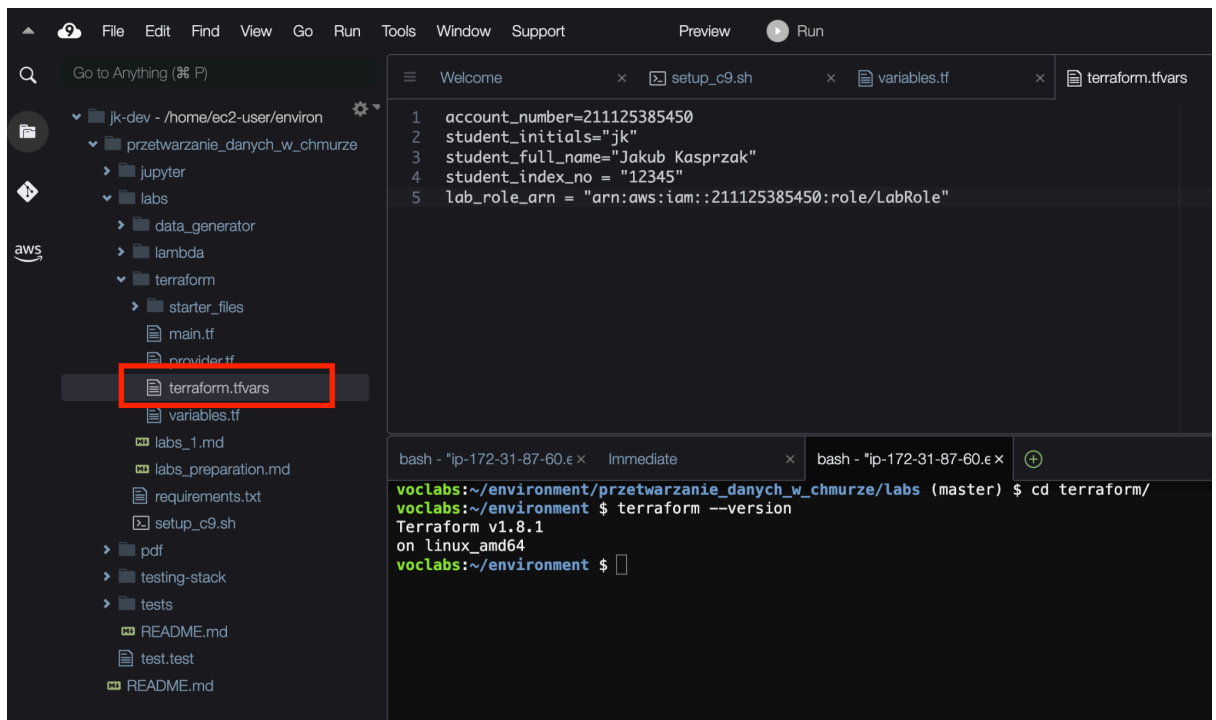 9 File Edit Find View Go Run Tools Window Support Preview Run
Go to Anything (⌘ P)
Welcome × setup_c9.sh × variables.tf × terraform.tfvars
jk-dev - /home/ec2-user/environ
przetwarzanie_danych_w_chmurze
jupyter
labs
data_generator
aws
lambda
terraform
starter_files
main.tf
provider.tf
terraform.tfvars
variables.tf
labs_1.md
labs_preparation.md
requirements.txt
setup_c9.sh
pdf
testing-stack
tests
README.md
test.test
README.md
1 account_number=211125385450
2 student_initials="jk"
3 student_full_name="Jakub Kasprzak"
4 student_index_no = "12345"
5 lab_role_arn = "arn:aws:iam::211125385450:role/LabRole"
bash - "ip-172-31-87-60.e × Immediate × bash - "ip-172-31-87-60.e ×
voclabs:~/environment/przetwarzanie_danych_w_chmurze/labs (master) $ cd terraform/
voclabs:~/environment $ terraform --version
Terraform v1.8.1
on linux_amd64
voclabs:~/environment $